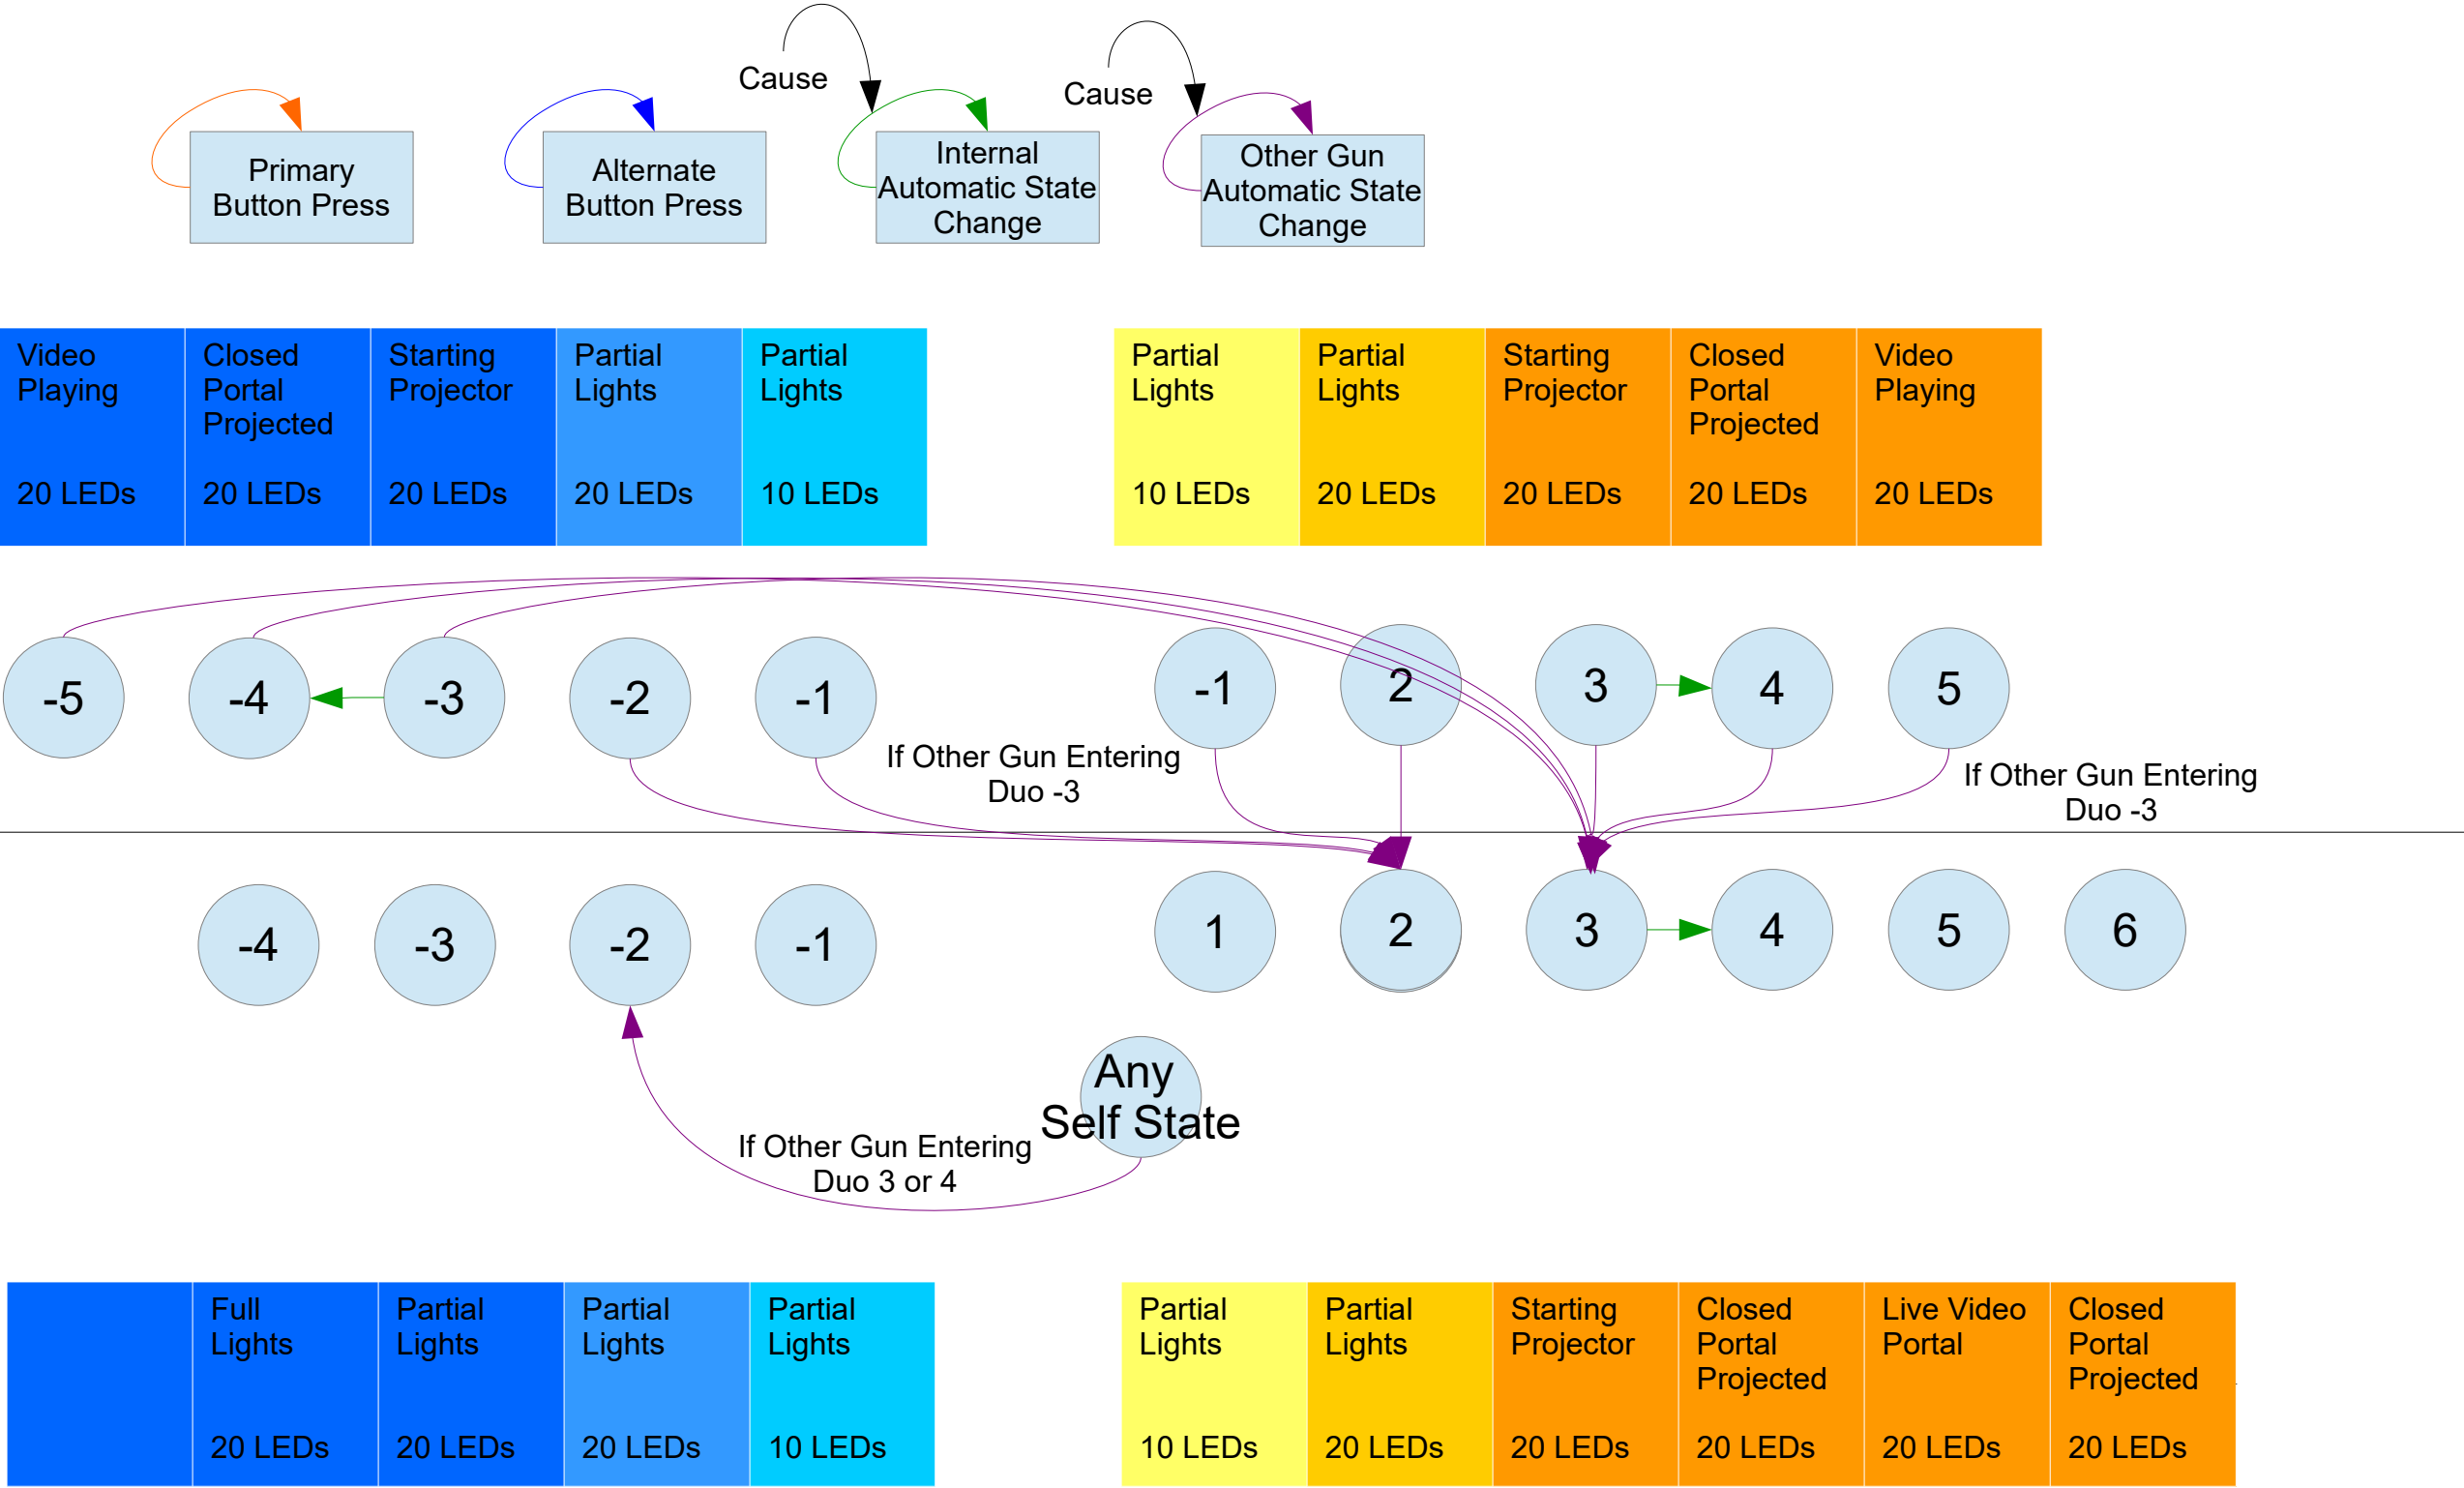 Cause
Cause
Primary
Button Press
Alternate
Button Press
Internal
Automatic State
Change
Other Gun
Automatic State
Change
Video
Playing
20 LEDs
Closed
Portal
Projected
20 LEDs
Starting
Projector
20 LEDs
Partial
Lights
20 LEDs
Partial
Lights
10 LEDs
Partial
Lights
10 LEDs
Partial
Lights
20 LEDs
Starting
Projector
20 LEDs
Closed
Portal
Projected
20 LEDs
Video
Playing
20 LEDs
-5
-4
-3
-2
-1
-1
2
3
4
5
If Other Gun Entering
Duo -3
If Other Gun Entering
Duo -3
-4
-3
-2
-1
1
2
3
4
5
6
Any
Self State
If Other Gun Entering
Duo 3 or 4
Full
Lights
20 LEDs
Partial
Lights
20 LEDs
Partial
Lights
20 LEDs
Partial
Lights
10 LEDs
Partial
Lights
10 LEDs
Partial
Lights
20 LEDs
Starting
Projector
20 LEDs
Closed
Portal
Projected
20 LEDs
Live Video
Portal
20 LEDs
Closed
Portal
Projected
20 LEDs